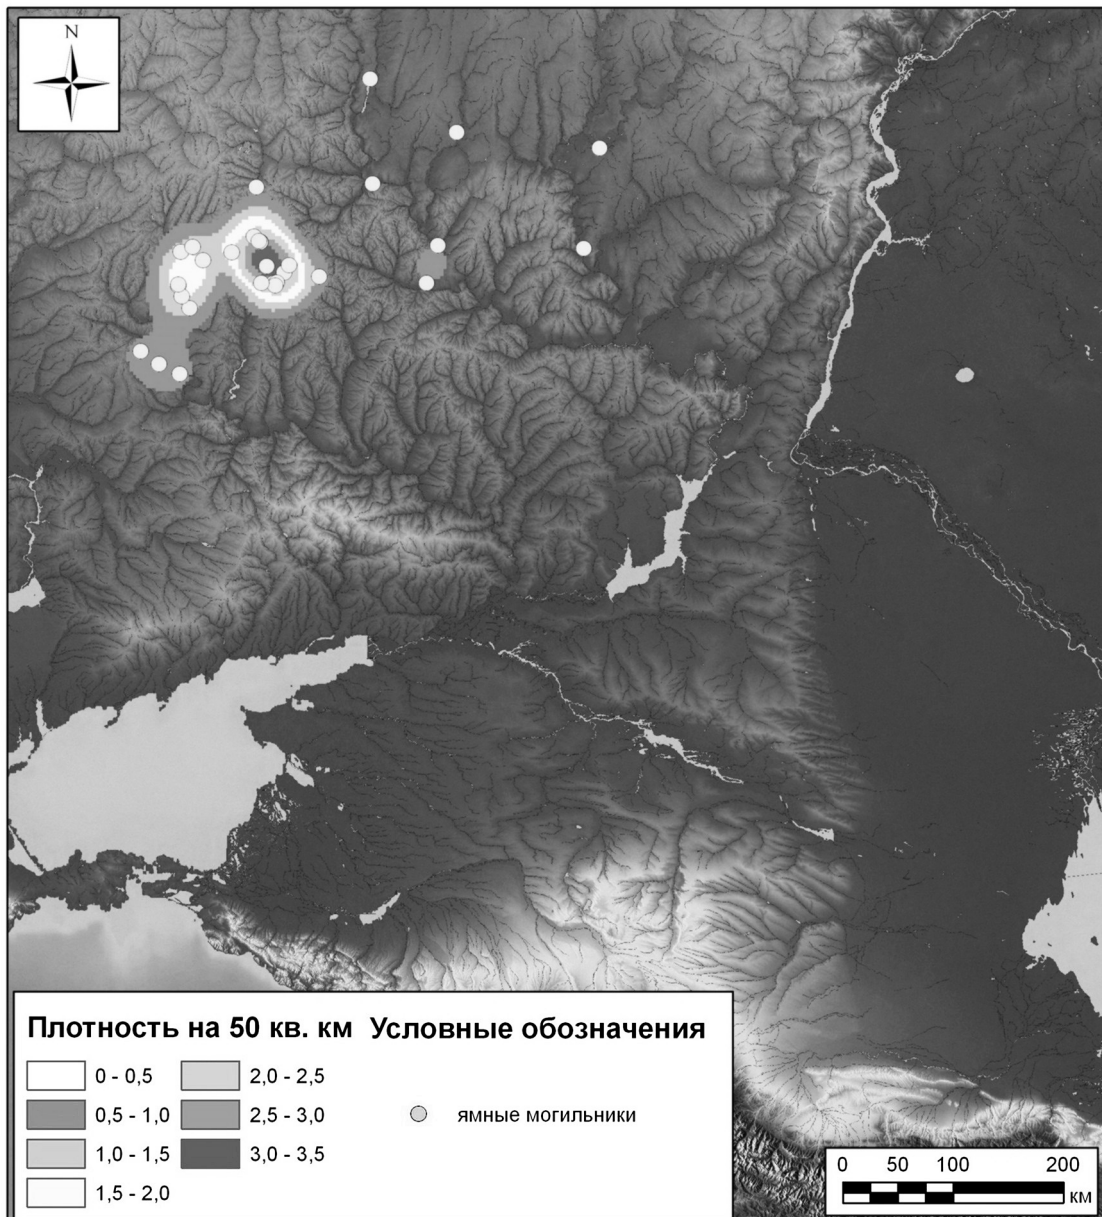 N
Плотность на 50 кв. км
0 - 0,5
0,5 - 1,0
1,0 - 1,5
1,5 - 2,0
2,0 - 2,5
2,5 - 3,0
3,0 - 3,5
Условные обозначения
ямные могильники
0 50 100 200
км